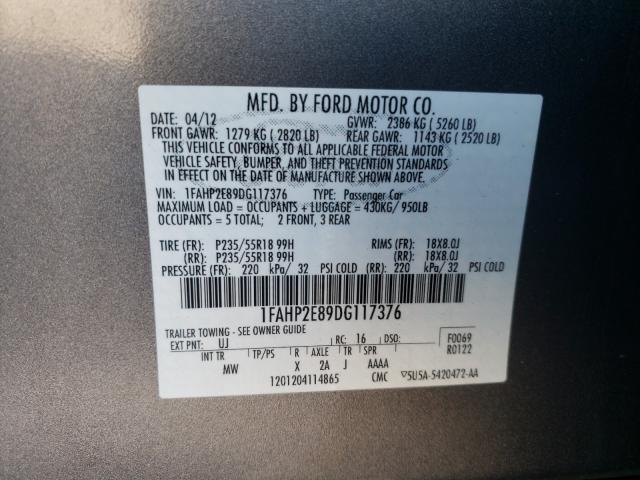 MFD. BY FORD MOTOR CO.
DATE: 04/12 GVWR: 2386 KG ( 5260 LB)
FRONT GAWR: 1279 KG ( 2820 LB) REAR GAWR: 1143 KG ( 2520 LB)
THIS VEHICLE CONFORMS TO ALL APPLICABLE FEDERAL MOTOR
VEHICLE SAFETY, BUMPER, AND THEFT PREVENTION STANDARDS
IN EFFECT ON THE DATE OF MANUFACTURE SHOWN ABOVE.
VIN: 1FAHP2E89DG117376 TYPE: Passenger Car
MAXIMUM LOAD = OCCUPANTS + LUGGAGE = 430KG/ 950LB
OCCUPANTS = 5 TOTAL; 2 FRONT, 3 REAR
TIRE (FR): P235/55R18 99H RIMS (FR): 18X8.0J
(RR): P235/55R18 99H (RR): 18X8.0J
PRESSURE (FR): 220 kPa/ 32 PSI COLD (RR): 220 kPa/ 32 PSI COLD
1FAHP2E89DG117376
TRAILER TOWING - SEE OWNER GUIDE
EXT PNT: UJ RC: 16 DSO: F0069
R0122
INT TR TP/PS R AXLE TR SPR
MW X 2A J AAAA
1201204114865 CMC ▽5U5A-5420472-AA